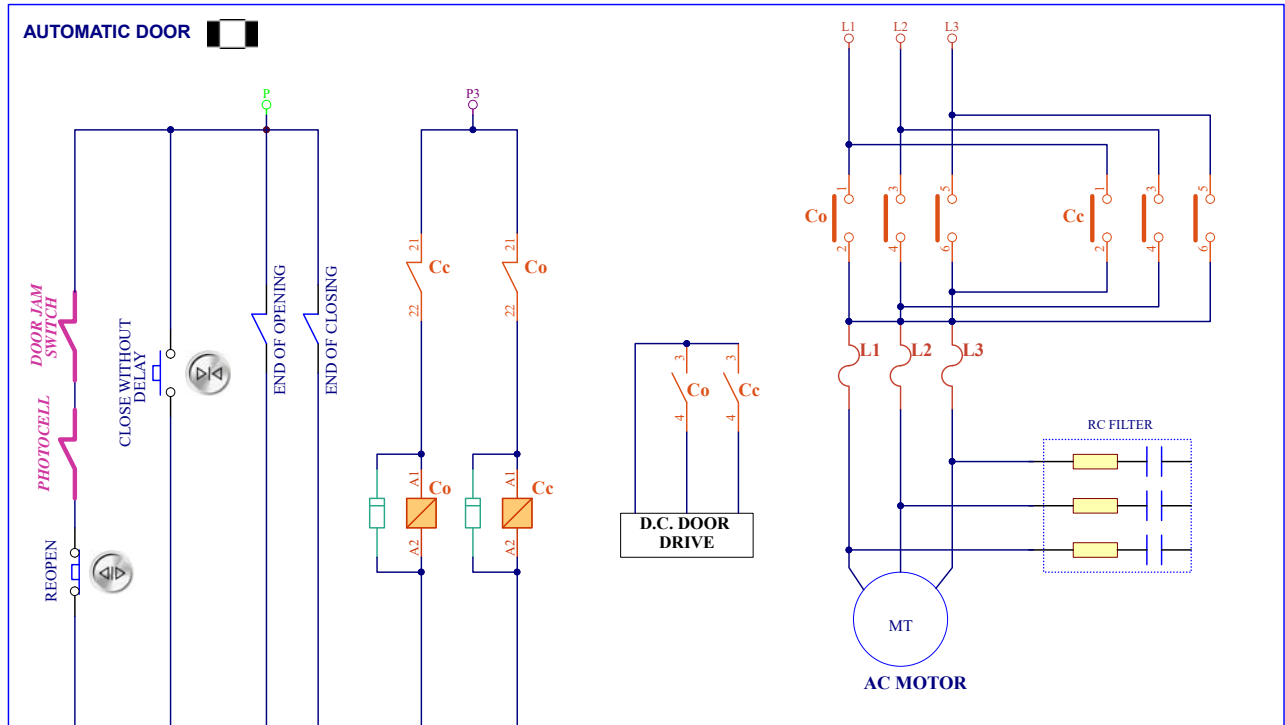 AUTOMATIC DOOR
L1 L2 L3
P
P3
1 3 5 1 3 5
Co Cc
2 4 6 2 4 6
21 21
Cc Co
22 22
DOOR JAM
SWITCH
CLOSE WITHOUT
DELAY
END OF OPENING
END OF CLOSING
3 3
Co Cc
4 4
L1 L2 L3
PHOTOCELL
RC FILTER
A1 A1
Co Cc
A2 A2
D.C. DOOR
DRIVE
REOPEN
MT
AC MOTOR